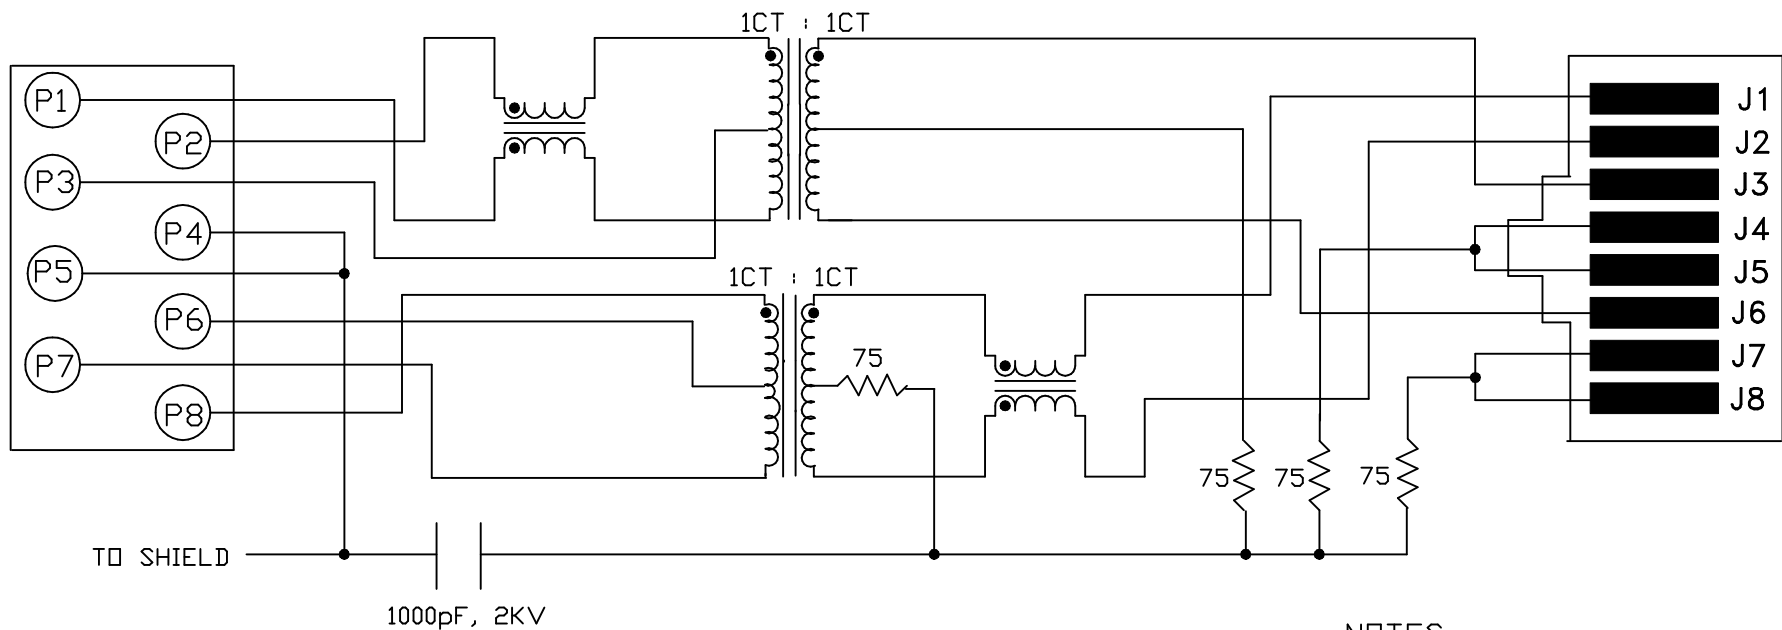 1CT : 1CT
P1
P2
P3
P4
P5
P6
P7
P8
J1
J2
J3
J4
J5
J6
J7
J8
1CT : 1CT
75
75
75
75
TO SHIELD
1000pF, 2KV
NOTES